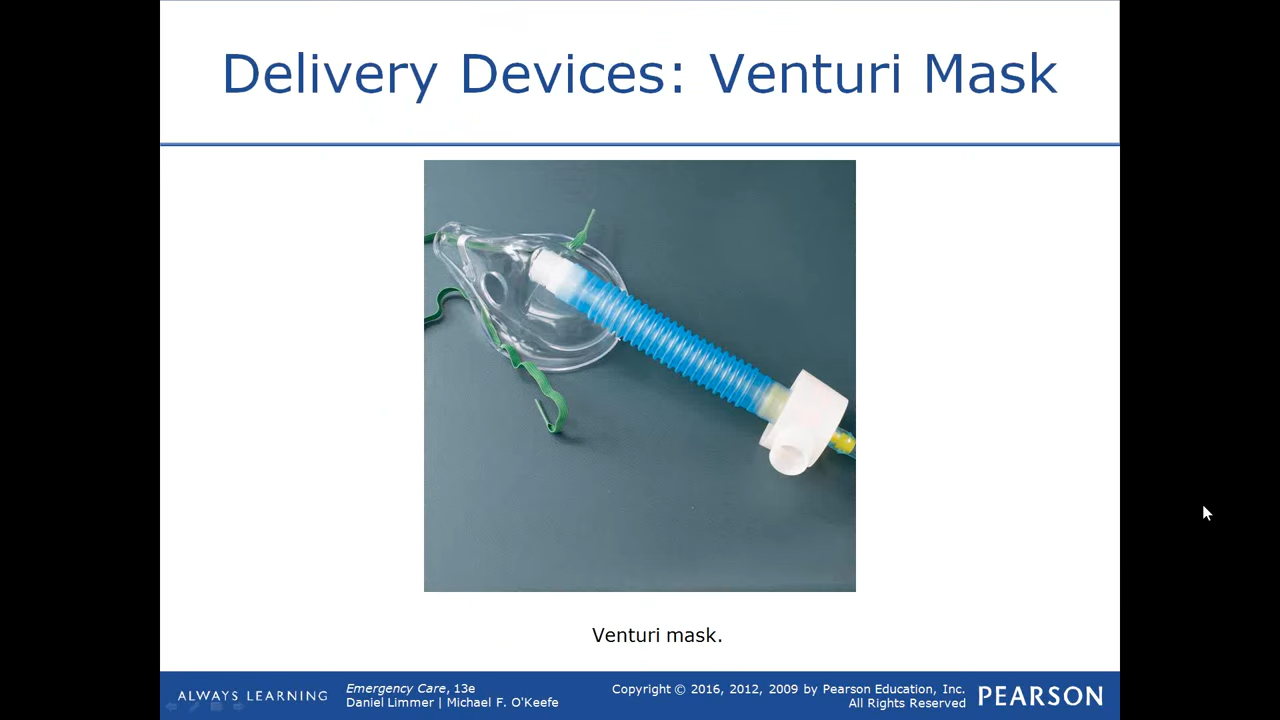 Delivery Devices: Venturi Mask
Venturi mask.
ALWAYS LEARNING
Emergency Care, 13e
Daniel Limmer | Michael F. O'Keefe
Copyright © 2016, 2012, 2009 by Pearson Education, Inc.
All Rights Reserved
PEARSON